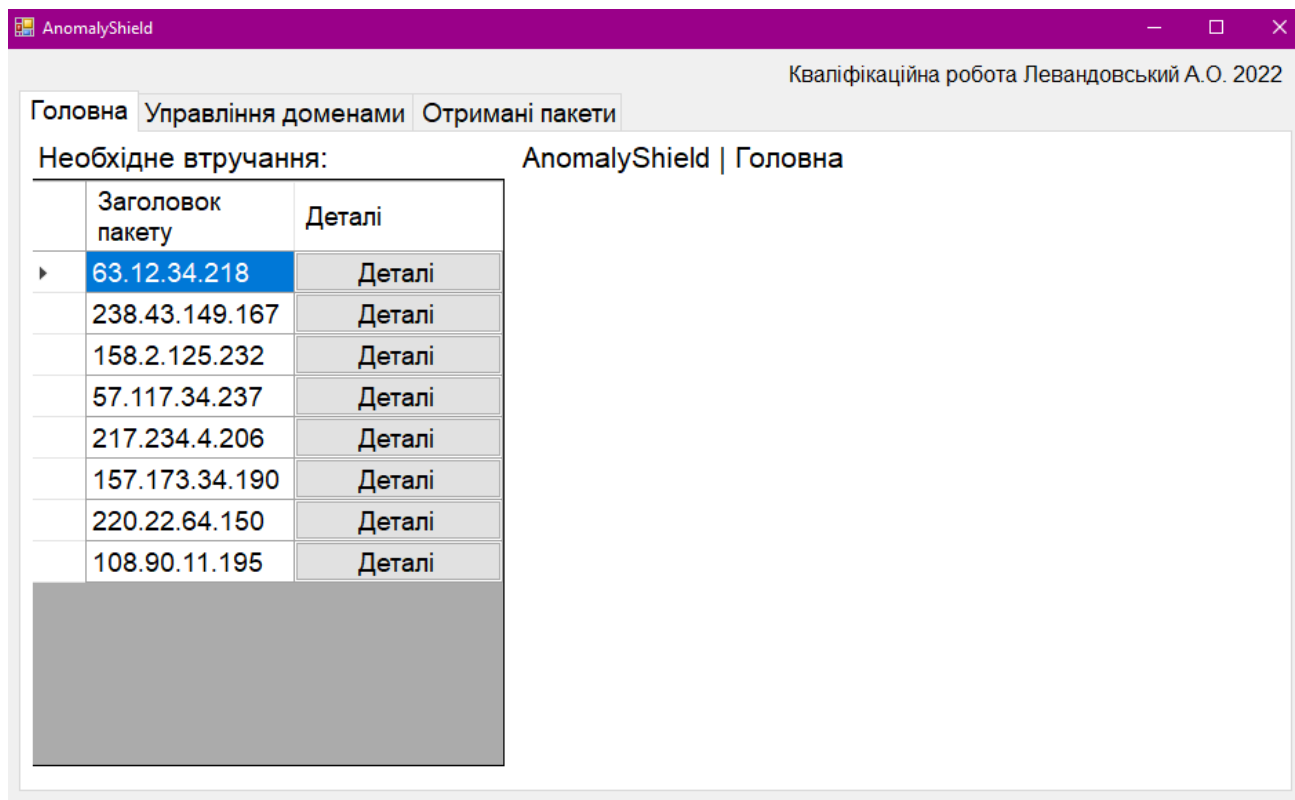 AnomalyShield
Кваліфікаційна робота Левандовський А.О. 2022
Головна Управління доменами Отримані пакети
Необхідне втручання:
AnomalyShield | Головна
Заголовок
пакету
Деталі
63.12.34.218 Деталі
238.43.149.167 Деталі
158.2.125.232 Деталі
57.117.34.237 Деталі
217.234.4.206 Деталі
157.173.34.190 Деталі
220.22.64.150 Деталі
108.90.11.195 Деталі